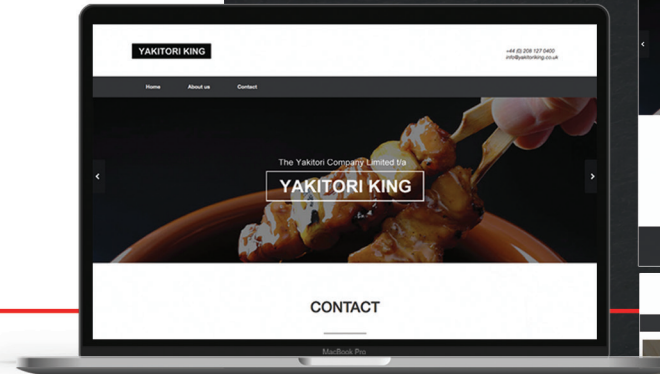 YAKITORI KING
+44 (0) 208 127 0400
info@yakitoriking.co.uk
Home About us Contact
The Yakitori Company Limited t/a
YAKITORI KING
CONTACT
MacBook Pro